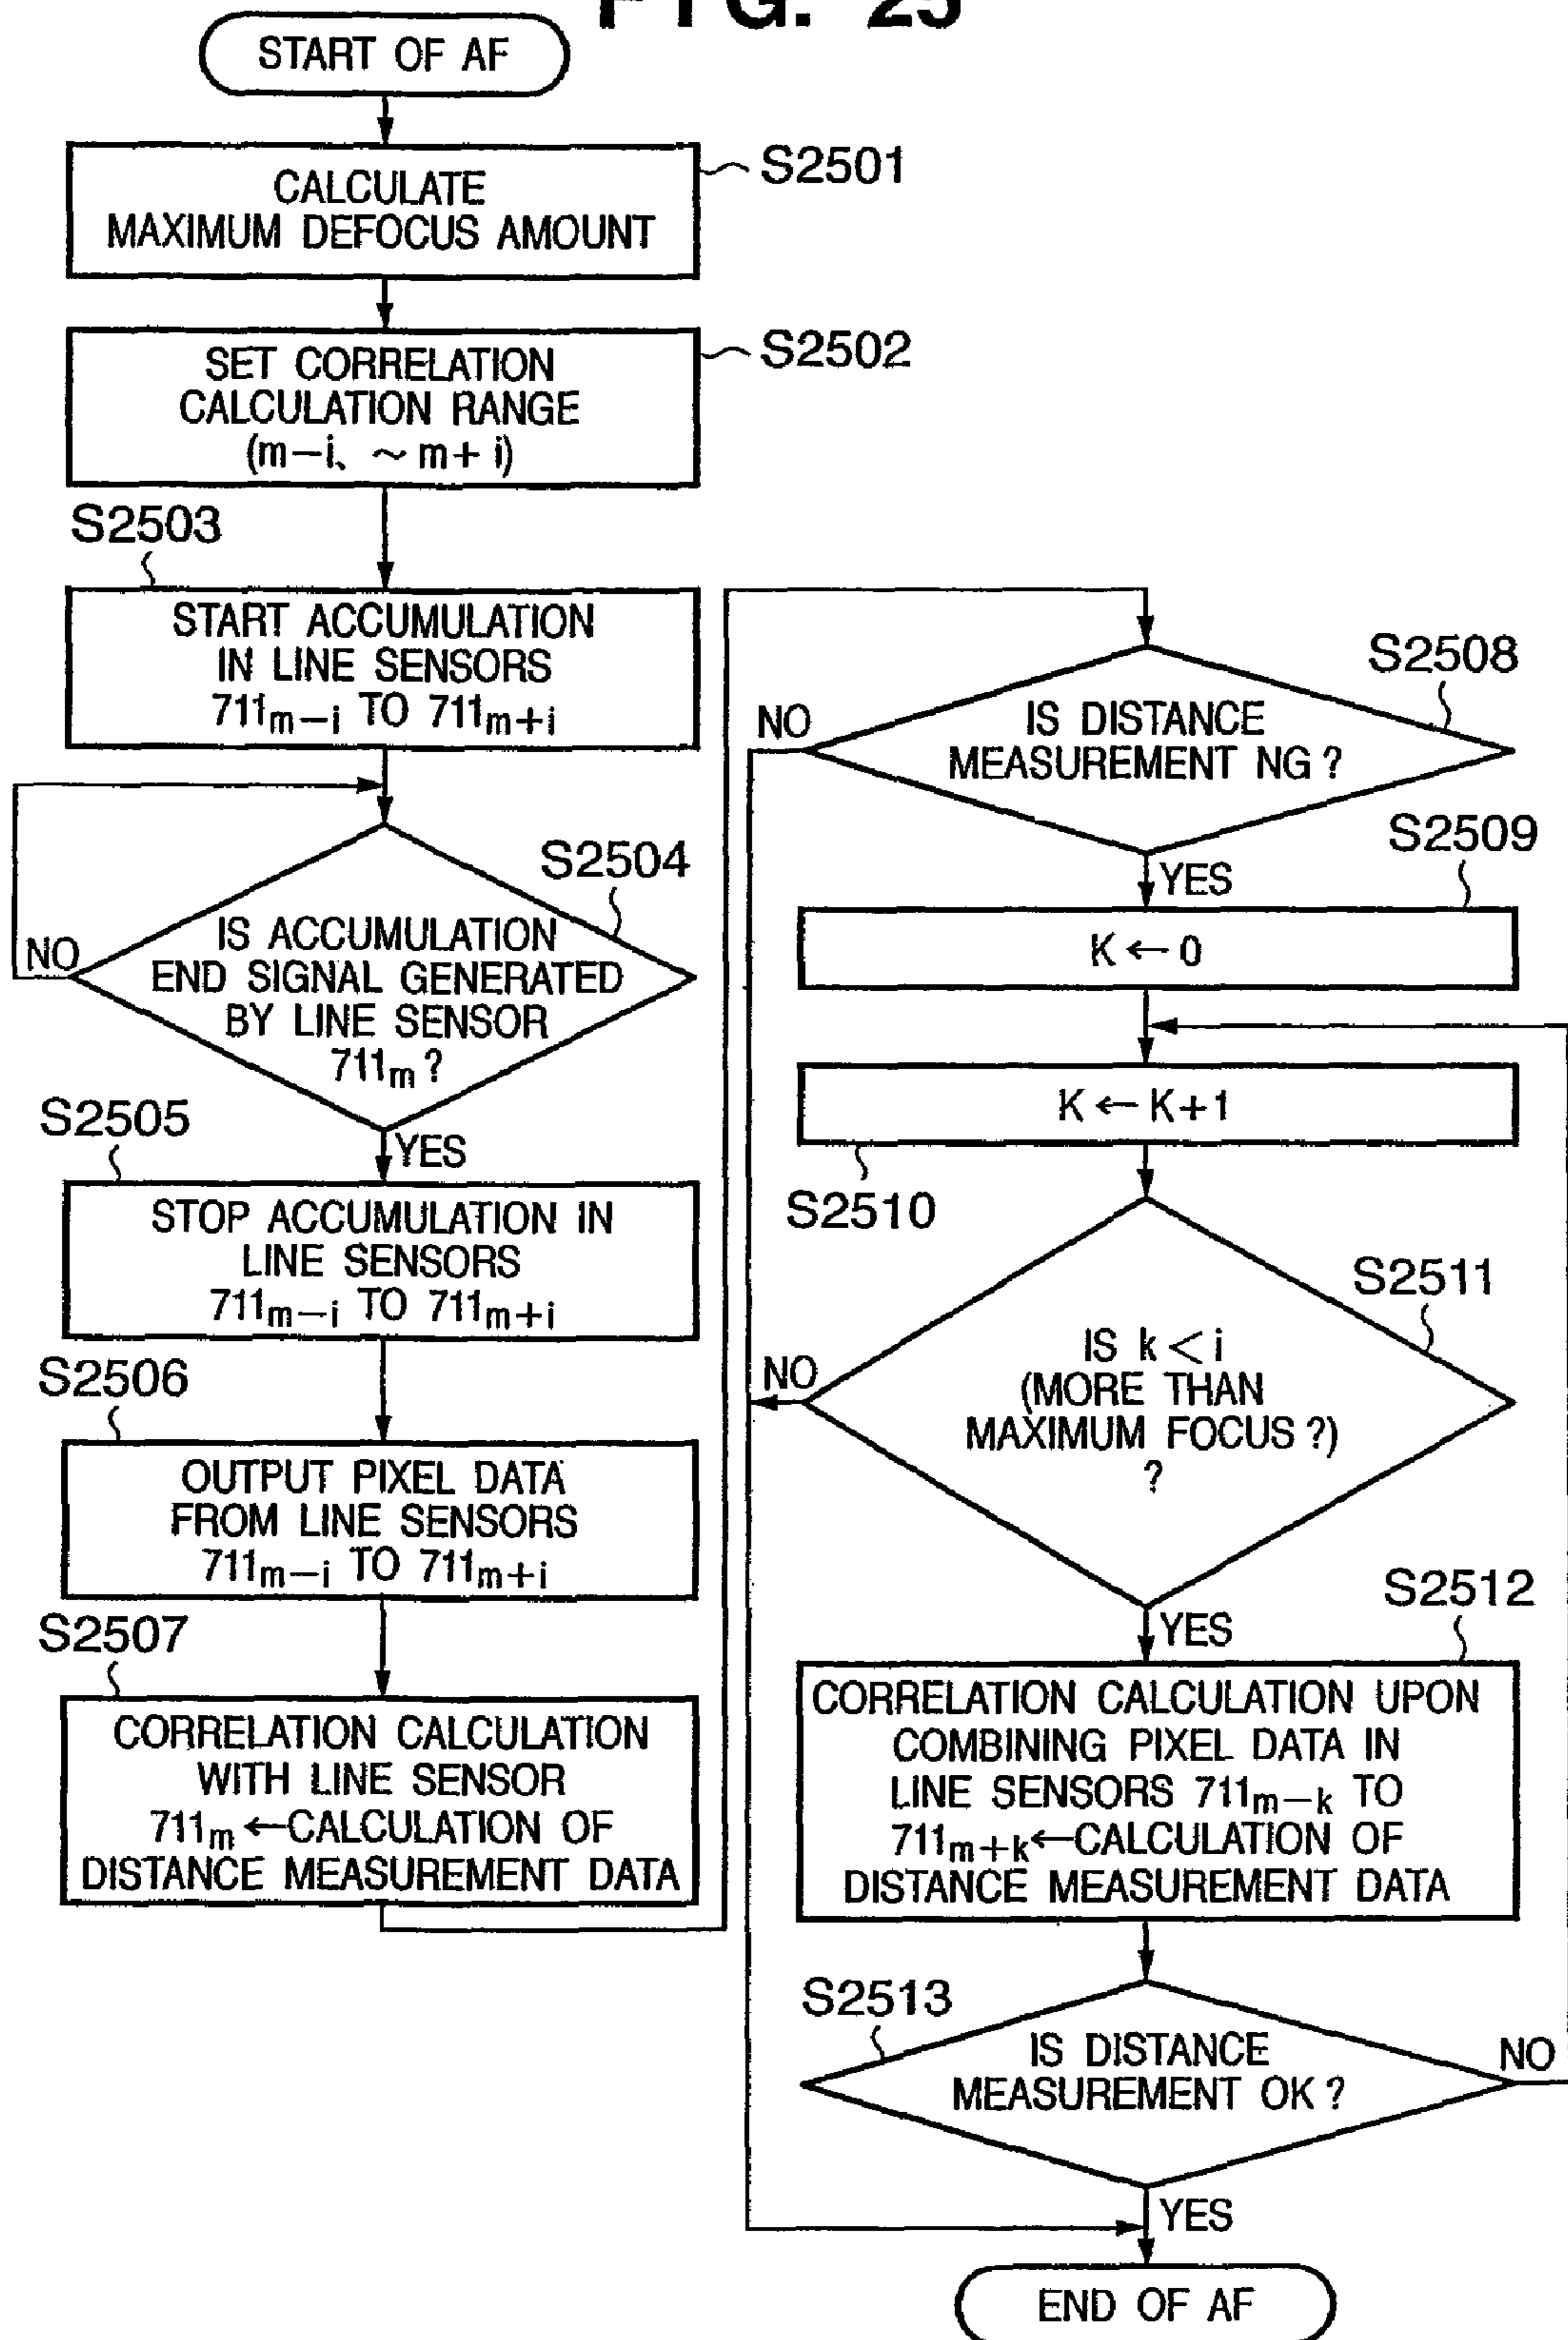 FIG. 25
START OF AF
CALCULATE
MAXIMUM DEFOCUS AMOUNT
S2501
SET CORRELATION
CALCULATION RANGE
(m−i、~m+i)
S2502
S2503
START ACCUMULATION
IN LINE SENSORS
711m−i TO 711m+i
S2504
IS ACCUMULATION
END SIGNAL GENERATED
BY LINE SENSOR
711m ?
NO
YES
S2505
STOP ACCUMULATION IN
LINE SENSORS
711m−i TO 711m+i
S2506
OUTPUT PIXEL DATA
FROM LINE SENSORS
711m−i TO 711m+i
S2507
CORRELATION CALCULATION
WITH LINE SENSOR
711m←CALCULATION OF
DISTANCE MEASUREMENT DATA
S2508
IS DISTANCE
MEASUREMENT NG ?
NO
YES
S2509
K←0
K←K+1
S2510
S2511
IS k<i
(MORE THAN
MAXIMUM FOCUS ?)
?
NO
YES
S2512
CORRELATION CALCULATION UPON
COMBINING PIXEL DATA IN
LINE SENSORS 711m−k TO
711m+k←CALCULATION OF
DISTANCE MEASUREMENT DATA
S2513
IS DISTANCE
MEASUREMENT OK ?
NO
YES
END OF AF